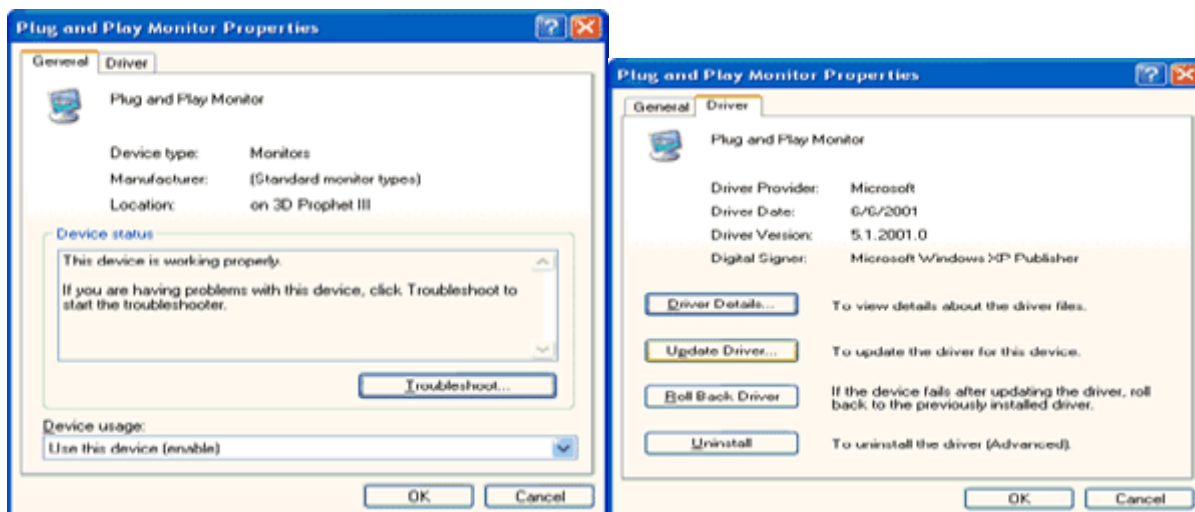 Plug and Play Monitor Properties
General Driver
Plug and Play Monitor
Device type: Monitors
Manufacturer: (Standard monitor types)
Location: on 3D Prophet III
Device status
This device is working properly.
If you are having problems with this device, click Troubleshoot to
start the troubleshooter.
Troubleshoot...
Device usage:
Use this device (enable)
OK Cancel
Plug and Play Monitor Properties
General Driver
Plug and Play Monitor
Driver Provider: Microsoft
Driver Date: 6/6/2001
Driver Version: 5.1.2001.0
Digital Signer: Microsoft Windows XP Publisher
Driver Details... To view details about the driver files.
Update Driver... To update the driver for this device.
Roll Back Driver If the device fails after updating the driver, roll
back to the previously installed driver.
Uninstall To uninstall the driver (Advanced).
OK Cancel